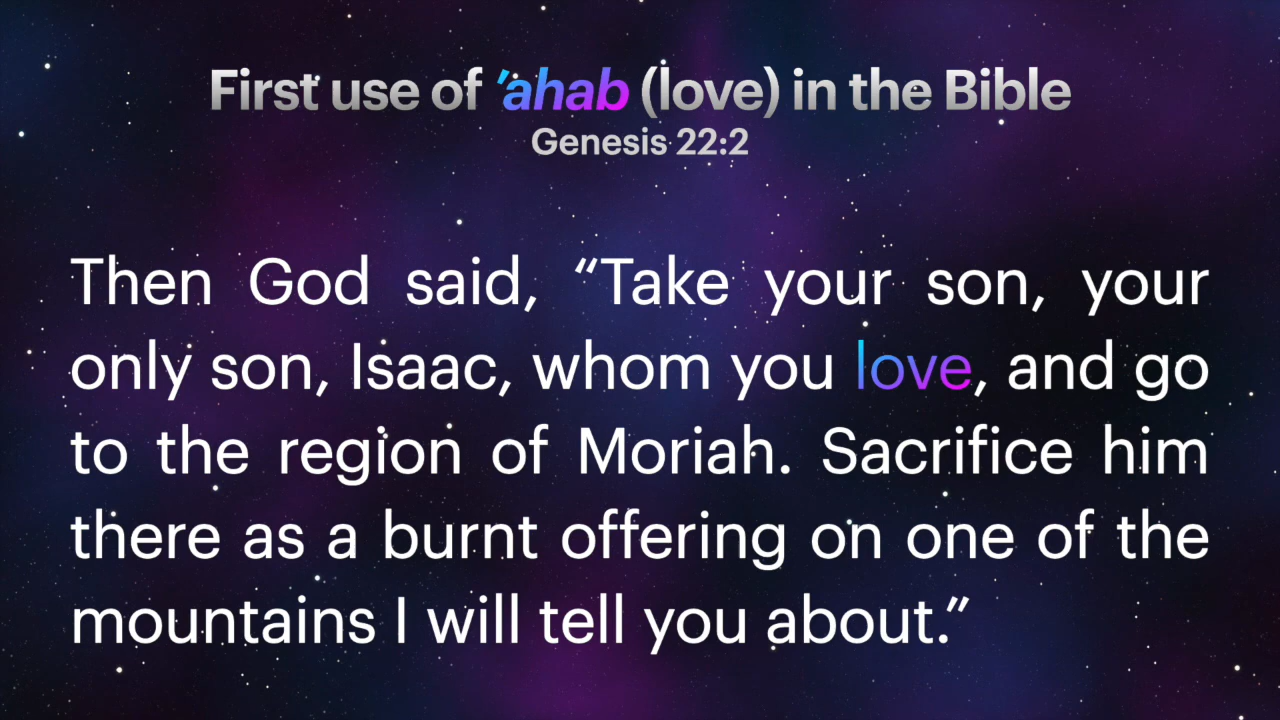 First use of ’ahab (love) in the Bible
Genesis 22:2
Then God said, “Take your son, your
only son, Isaac, whom you love, and go
to the region of Moriah. Sacrifice him
there as a burnt offering on one of the
mountains I will tell you about.”